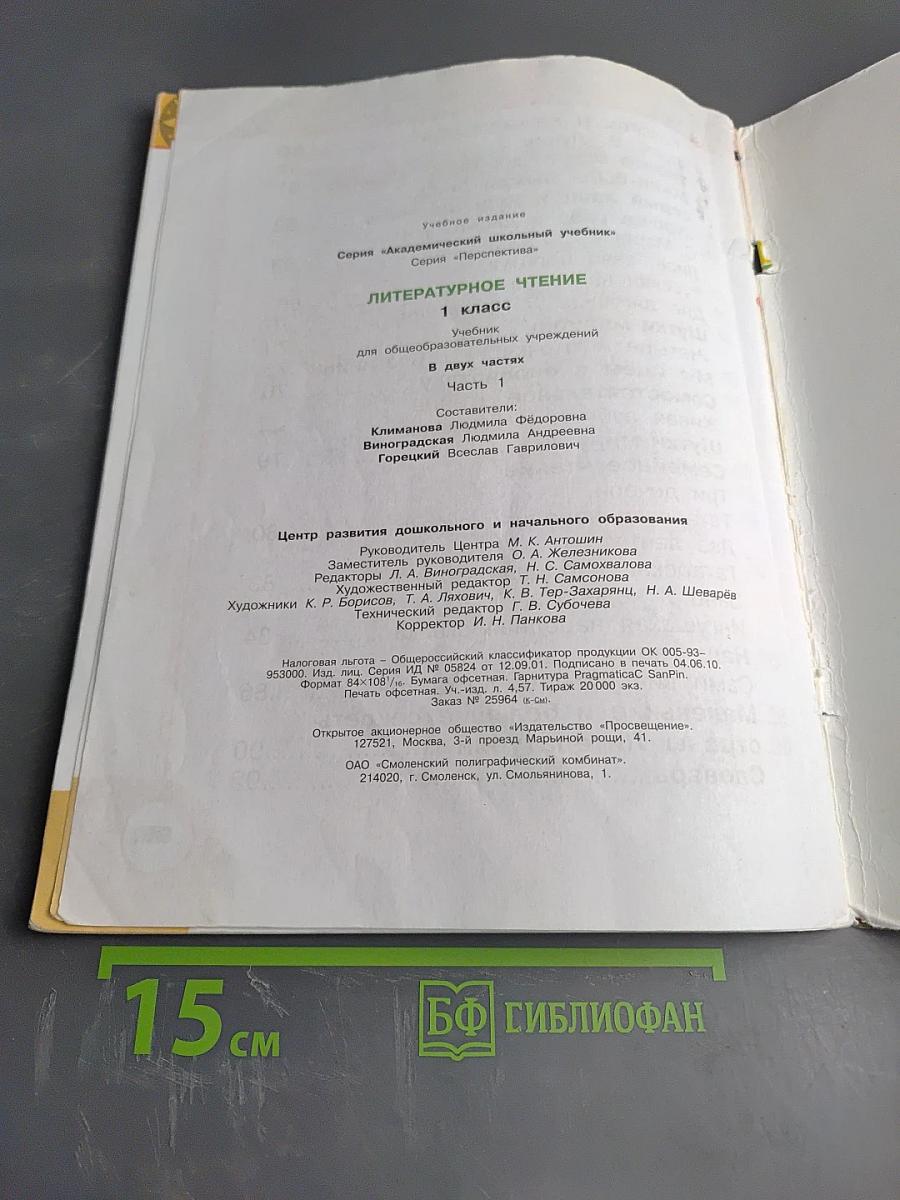 Учебное издание
Серия «Академический школьный учебник»
Серия «Перспектива»
ЛИТЕРАТУРНОЕ ЧТЕНИЕ
1 класс
Учебник
для общеобразовательных учреждений
В двух частях
Часть 1
Составители:
Климанова Людмила Фёдоровна
Виноградская Людмила Андреевна
Горецкий Всеслав Гаврилович
Центр развития дошкольного и начального образования
Руководитель Центра М. К. Антошин
Заместитель руководителя О. А. Железникова
Редакторы Л. А. Виноградская, Н. С. Самохвалова
Художественный редактор Т. Н. Самсонова
Художники К. Р. Борисов, Т. А. Ляхович, К. В. Тер-Захарянц, Н. А. Шеварёв
Технический редактор Г. В. Субочева
Корректор И. Н. Панкова
Налоговая льгота – Общероссийский классификатор продукции ОК 005-93–
953000. Изд. лиц. Серия ИД № 05824 от 12.09.01. Подписано в печать 04.06.10.
Формат 84×108¹/₁₆. Бумага офсетная. Гарнитура PragmaticaC SanPin.
Печать офсетная. Уч.-изд. л. 4,57. Тираж 20 000 экз.
Заказ № 25964 (к-см).
Открытое акционерное общество «Издательство «Просвещение».
127521, Москва, 3-й проезд Марьиной рощи, 41.
ОАО «Смоленский полиграфический комбинат».
214020, г. Смоленск, ул. Смольянинова, 1.
15 см
БФ БИБЛИОФАН